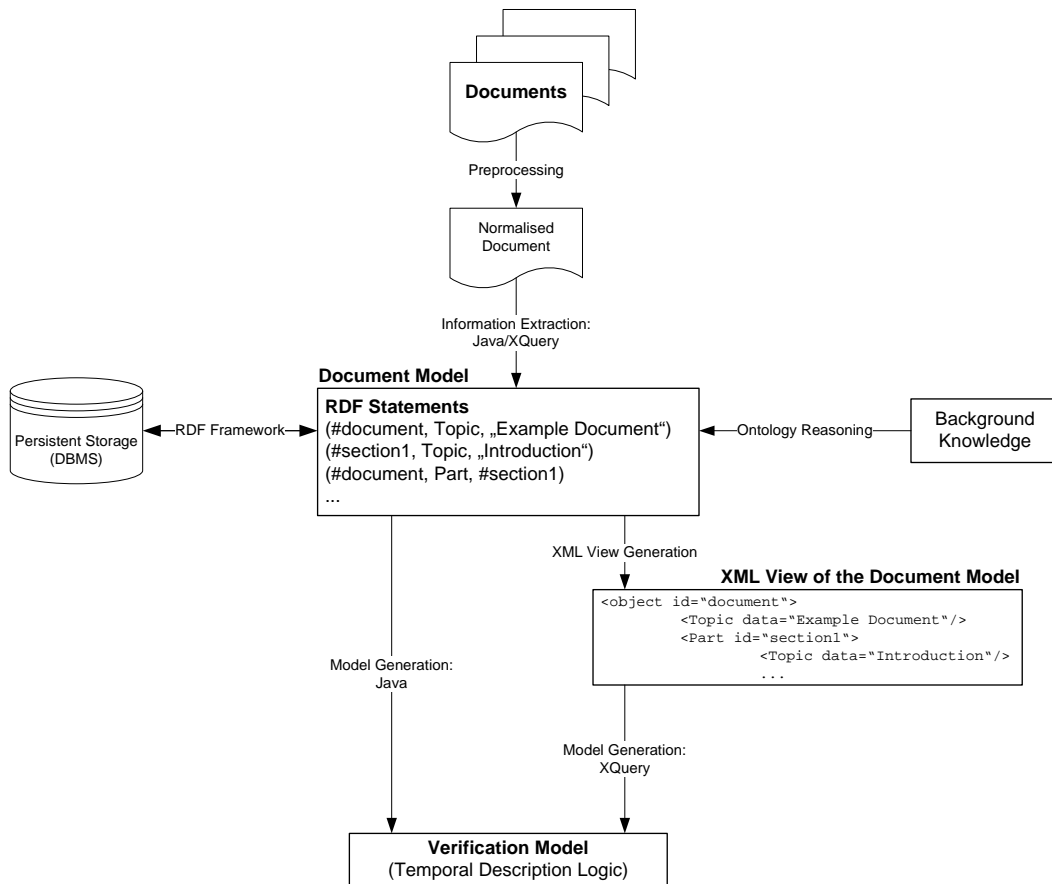 Documents
Preprocessing
Normalised
Document
Information Extraction:
Java/XQuery
Document Model
RDF Statements
(#document, Topic, „Example Document“)
(#section1, Topic, „Introduction“)
(#document, Part, #section1)
...
Persistent Storage
(DBMS)
RDF Framework
Ontology Reasoning
Background
Knowledge
XML View Generation
XML View of the Document Model
<object id=“document“>
<Topic data=“Example Document“/>
<Part id=“section1“>
<Topic data=“Introduction“/>
...
Model Generation:
Java
Model Generation:
XQuery
Verification Model
(Temporal Description Logic)